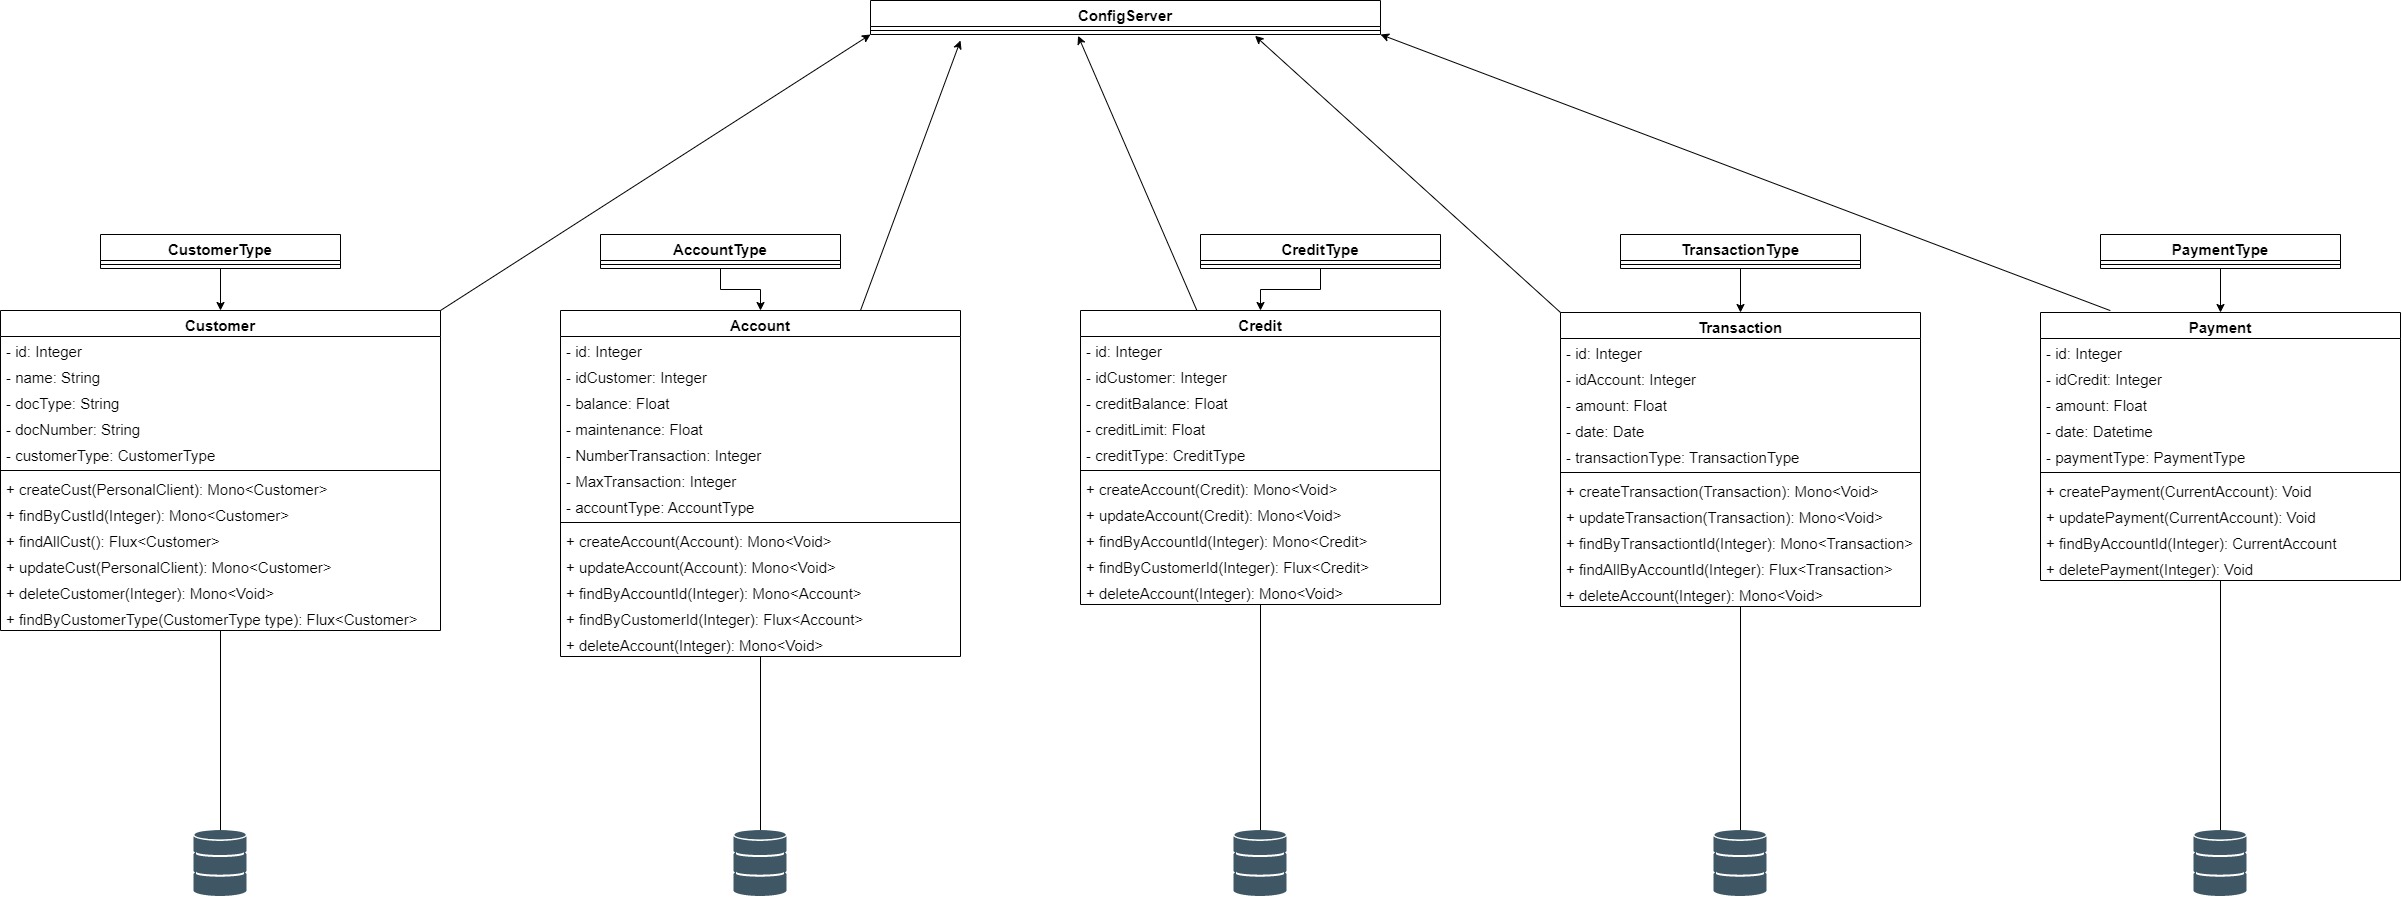 ConfigServer
CustomerType
AccountType
CreditType
TransactionType
PaymentType
Customer
- id: Integer
- name: String
- docType: String
- docNumber: String
- customerType: CustomerType
+ createCust(PersonalClient): Mono<Customer>
+ findByCustId(Integer): Mono<Customer>
+ findAllCust(): Flux<Customer>
+ updateCust(PersonalClient): Mono<Customer>
+ deleteCustomer(Integer): Mono<Void>
+ findByCustomerType(CustomerType type): Flux<Customer>
Account
- id: Integer
- idCustomer: Integer
- balance: Float
- maintenance: Float
- NumberTransaction: Integer
- MaxTransaction: Integer
- accountType: AccountType
+ createAccount(Account): Mono<Void>
+ updateAccount(Account): Mono<Void>
+ findByAccountId(Integer): Mono<Account>
+ findByCustomerId(Integer): Flux<Account>
+ deleteAccount(Integer): Mono<Void>
Credit
- id: Integer
- idCustomer: Integer
- creditBalance: Float
- creditLimit: Float
- creditType: CreditType
+ createAccount(Credit): Mono<Void>
+ updateAccount(Credit): Mono<Void>
+ findByAccountId(Integer): Mono<Credit>
+ findByCustomerId(Integer): Flux<Credit>
+ deleteAccount(Integer): Mono<Void>
Transaction
- id: Integer
- idAccount: Integer
- amount: Float
- date: Date
- transactionType: TransactionType
+ createTransaction(Transaction): Mono<Void>
+ updateTransaction(Transaction): Mono<Void>
+ findByTransactionId(Integer): Mono<Transaction>
+ findAllByAccountId(Integer): Flux<Transaction>
+ deleteAccount(Integer): Mono<Void>
Payment
- id: Integer
- idCredit: Integer
- amount: Float
- date: Datetime
- paymentType: PaymentType
+ createPayment(CurrentAccount): Void
+ updatePayment(CurrentAccount): Void
+ findByAccountId(Integer): CurrentAccount
+ deletePayment(Integer): Void